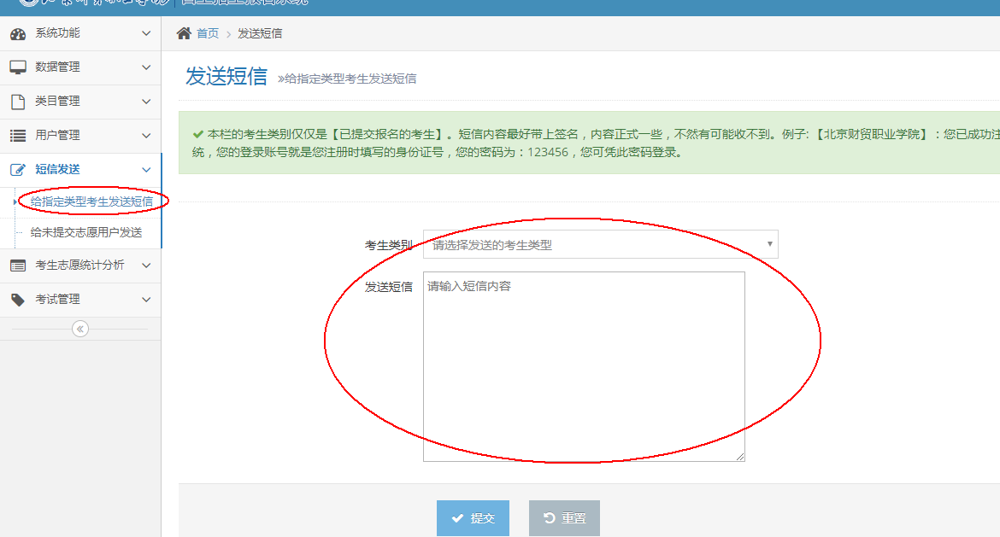 系统功能
首页 > 发送短信
数据管理
发送短信 »给指定类型考生发送短信
类目管理
用户管理
本栏的考生类别仅仅是【已提交报名的考生】。短信内容最好带上签名，内容正式一些，不然有可能收不到。例子:【北京财贸职业学院】：您已成功注
统，您的登录账号就是您注册时填写的身份证号，您的密码为：123456，您可凭此密码登录。
短信发送
给指定类型考生发送短信
给未提交志愿用户发送
考生志愿统计分析
考试管理
考生类别 请选择发送的考生类型
发送短信 请输入短信内容
提交 重置